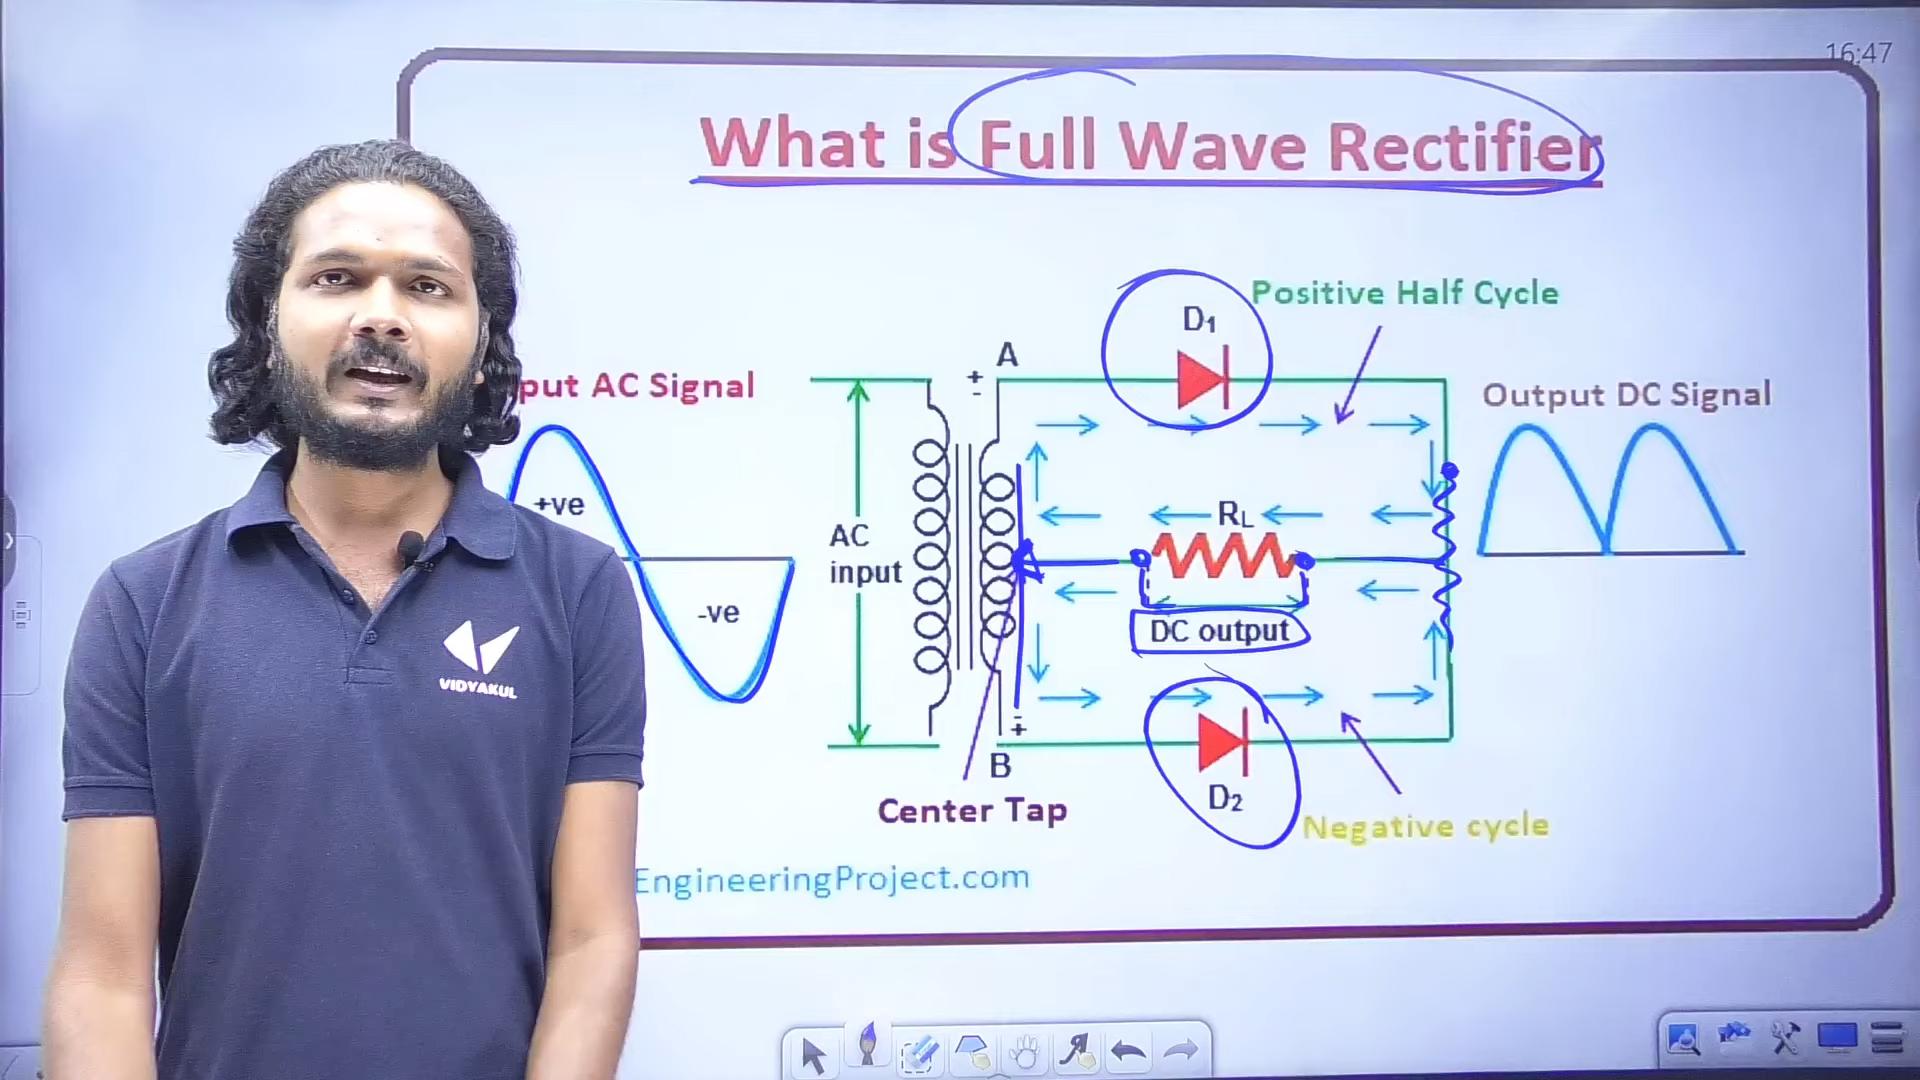 16:47
What is Full Wave Rectifier
D1
Positive Half Cycle
A
+
-
put AC Signal
Output DC Signal
+ve
RL
AC
input
-ve
DC output
VIDYAKUL
-
+
B
D2
Center Tap
Negative cycle
EngineeringProject.com